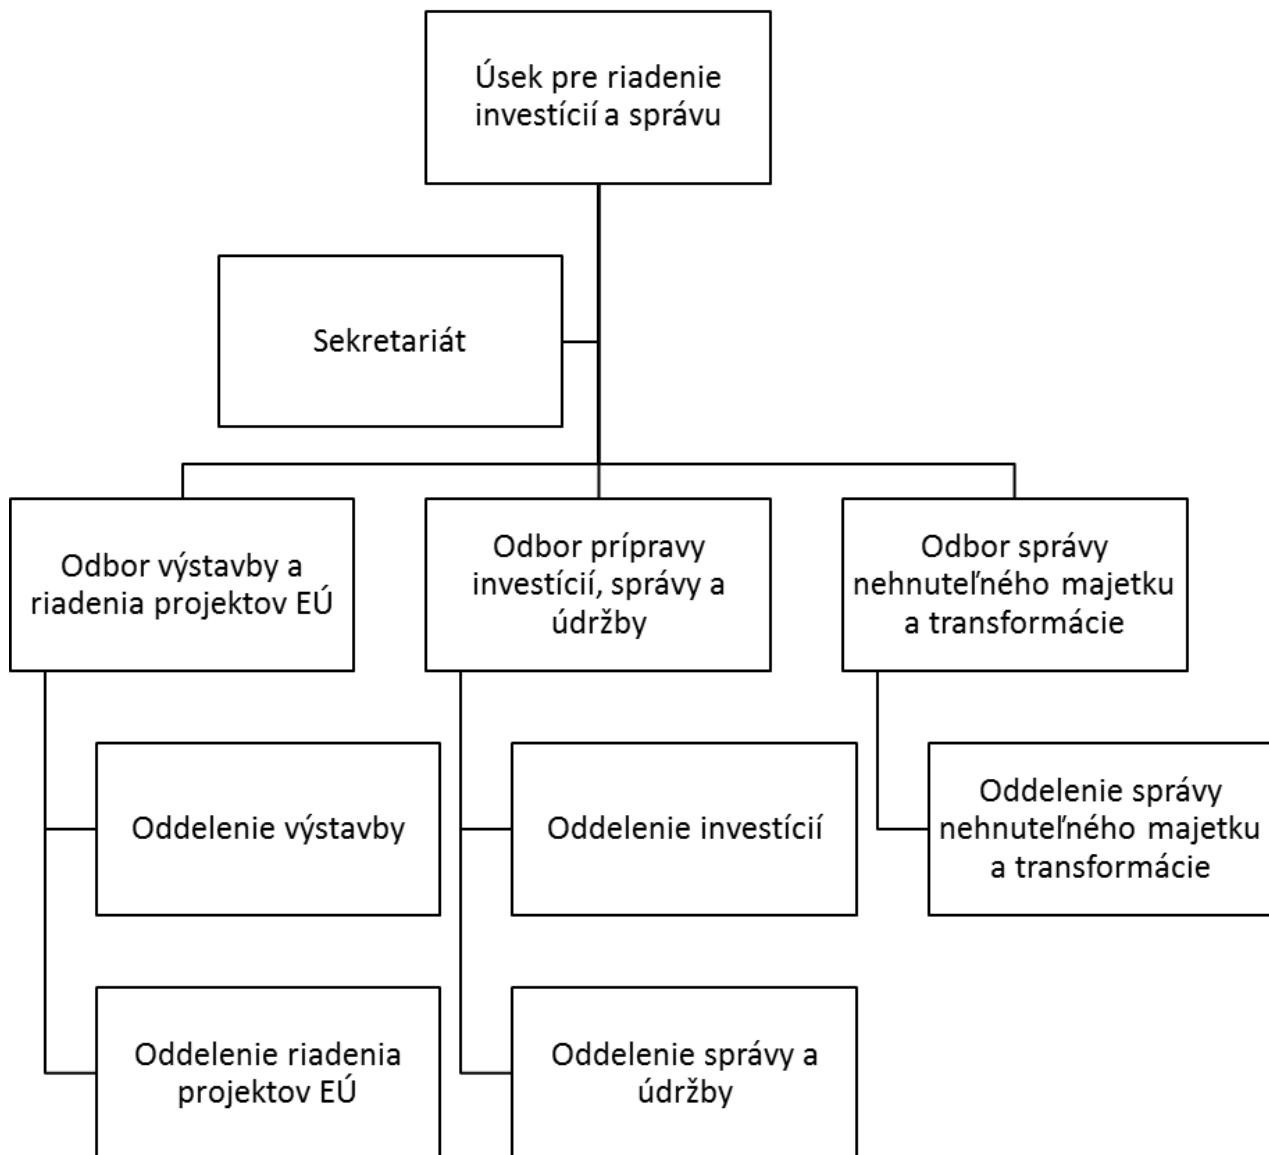 Úsek pre riadenie
investícií a správu
Sekretariát
Odbor výstavby a
riadenia projektov EÚ
Odbor prípravy
investícií, správy a
údržby
Odbor správy
nehnuteľného majetku
a transformácie
Oddelenie výstavby
Oddelenie investícií
Oddelenie správy
nehnuteľného majetku
a transformácie
Oddelenie riadenia
projektov EÚ
Oddelenie správy a
údržby